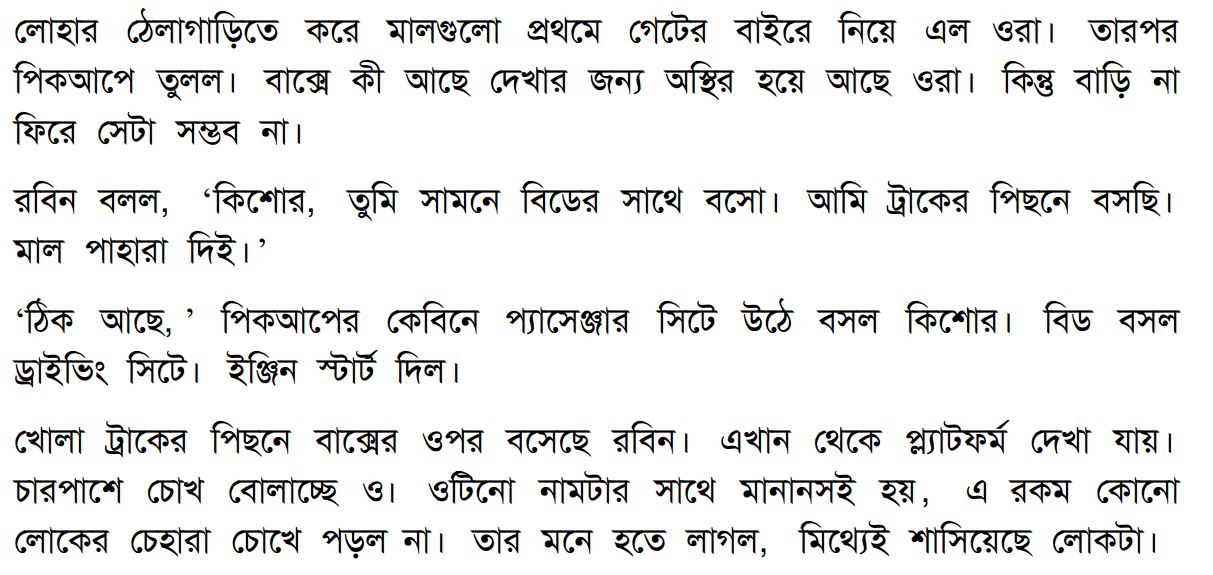 লোহার ঠেলাগাড়িতে করে মালগুলো প্রথমে গেটের বাইরে নিয়ে এল ওরা। তারপর
পিকআপে তুলল। বাক্সে কী আছে দেখার জন্য অস্থির হয়ে আছে ওরা। কিন্তু বাড়ি না
ফিরে সেটা সম্ভব না।
রবিন বলল, ‘কিশোর, তুমি সামনে বিডের সাথে বসো। আমি ট্রাকের পিছনে বসছি।
মাল পাহারা দিই।’
‘ঠিক আছে, ’ পিকআপের কেবিনে প্যাসেঞ্জার সিটে উঠে বসল কিশোর। বিড বসল
ড্রাইভিং সিটে। ইঞ্জিন স্টার্ট দিল।
খোলা ট্রাকের পিছনে বাক্সের ওপর বসেছে রবিন। এখান থেকে প্ল্যাটফর্ম দেখা যায়।
চারপাশে চোখ বোলাচ্ছে ও। ওটিনো নামটার সাথে মানানসই হয়, এ রকম কোনো
লোকের চেহারা চোখে পড়ল না। তার মনে হতে লাগল, মিথ্যেই শাসিয়েছে লোকটা।